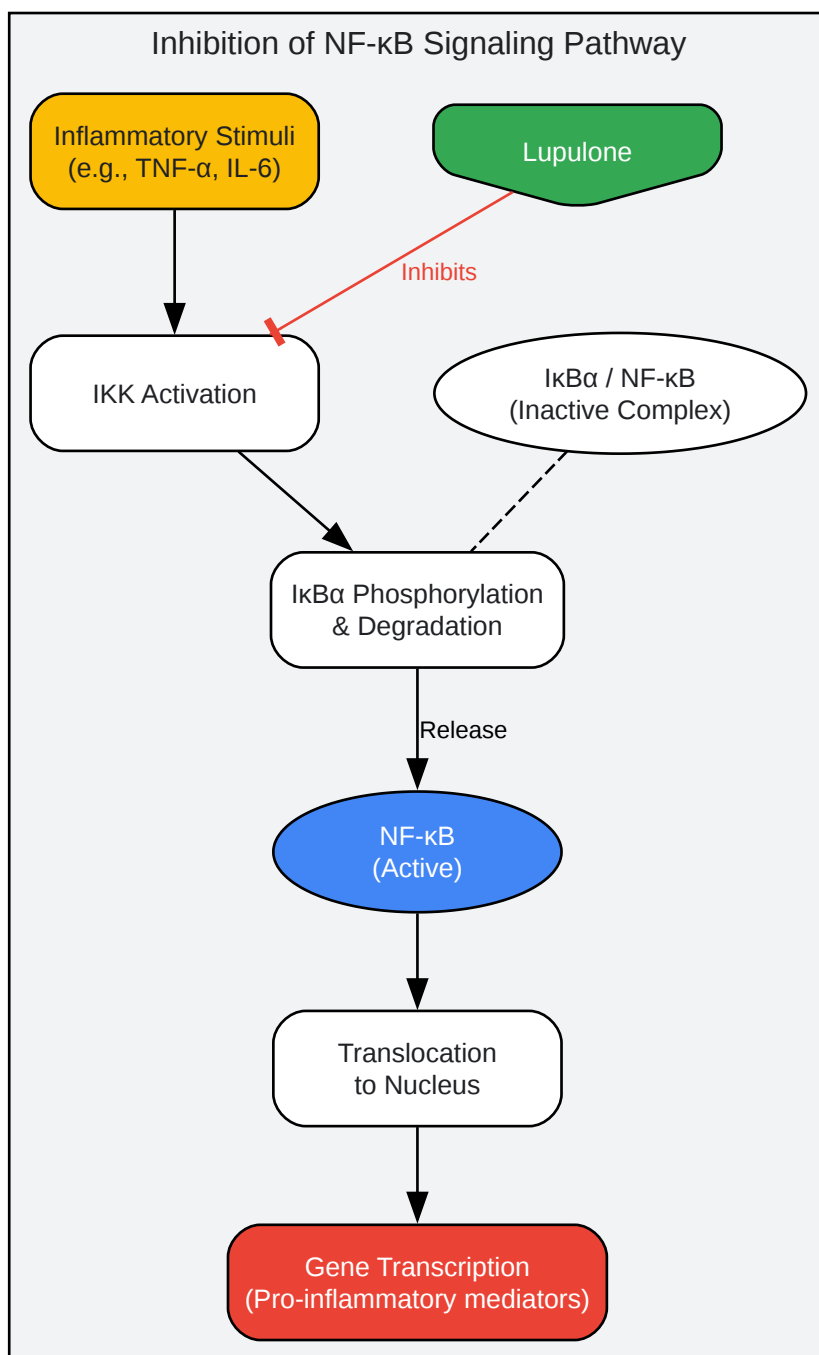 Inhibition of NF-κB Signaling Pathway
Inflammatory Stimuli
(e.g., TNF-α, IL-6)
Lupulone
Inhibits
IKK Activation
IκBα / NF-κB
(Inactive Complex)
IκBα Phosphorylation
& Degradation
Release
NF-κB
(Active)
Translocation
to Nucleus
Gene Transcription
(Pro-inflammatory mediators)